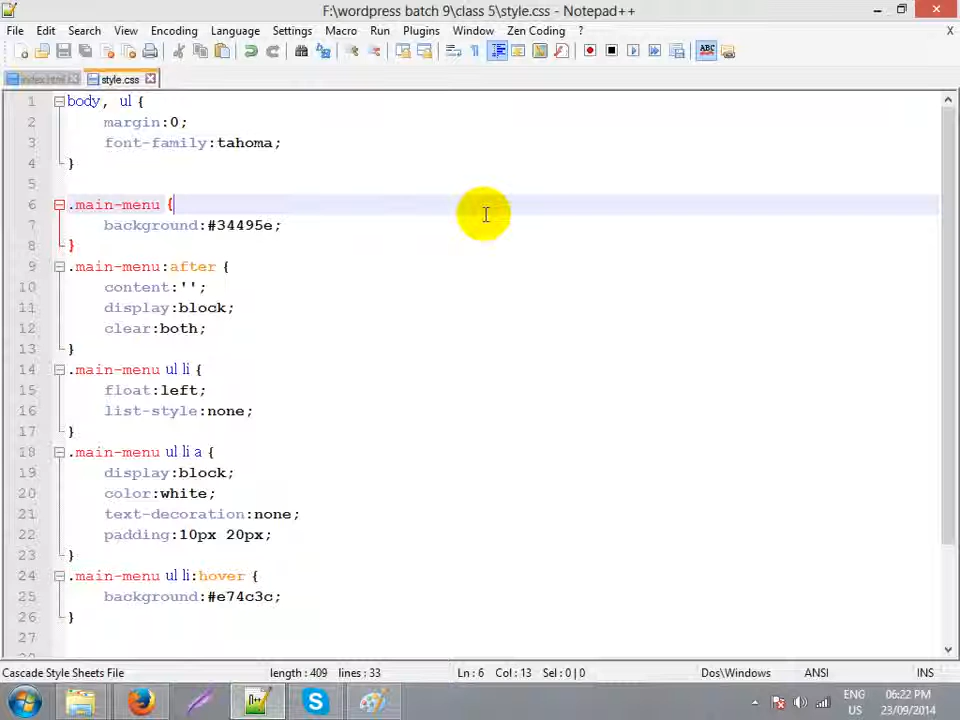 F:\wordpress batch 9\class 5\style.css - Notepad++
File Edit Search View Encoding Language Settings Macro Run Plugins Window Zen Coding ? X
index.html style.css
1 body, ul {
2 margin:0;
3 font-family:tahoma;
4 }
5
6 .main-menu {
7 background:#34495e;
8 }
9 .main-menu:after {
10 content:'';
11 display:block;
12 clear:both;
13 }
14 .main-menu ul li {
15 float:left;
16 list-style:none;
17 }
18 .main-menu ul li a {
19 display:block;
20 color:white;
21 text-decoration:none;
22 padding:10px 20px;
23 }
24 .main-menu ul li:hover {
25 background:#e74c3c;
26 }
27
Cascade Style Sheets File length : 409 lines : 33 Ln : 6 Col : 13 Sel : 0 | 0 Dos\Windows ANSI INS
ENG 06:22 PM
US 23/09/2014